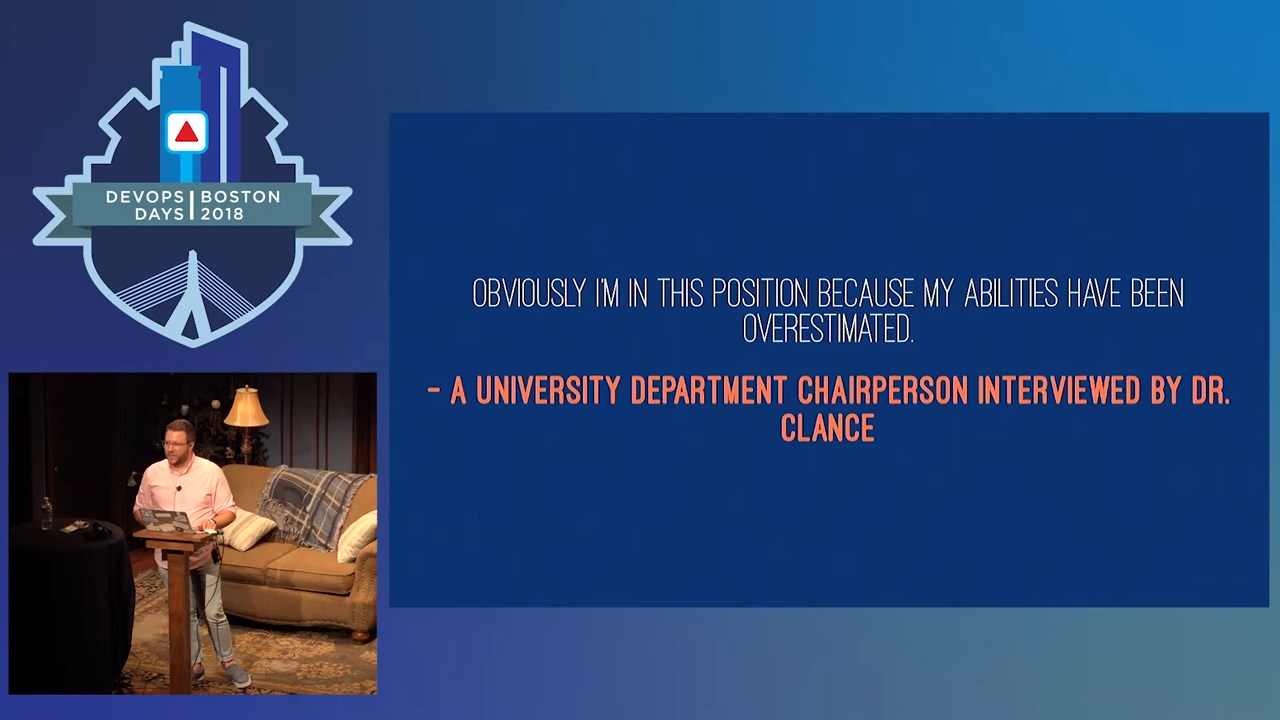 DEVOPS | BOSTON
DAYS | 2018
OBVIOUSLY I'M IN THIS POSITION BECAUSE MY ABILITIES HAVE BEEN
OVERESTIMATED.
- A UNIVERSITY DEPARTMENT CHAIRPERSON INTERVIEWED BY DR.
CLANCE